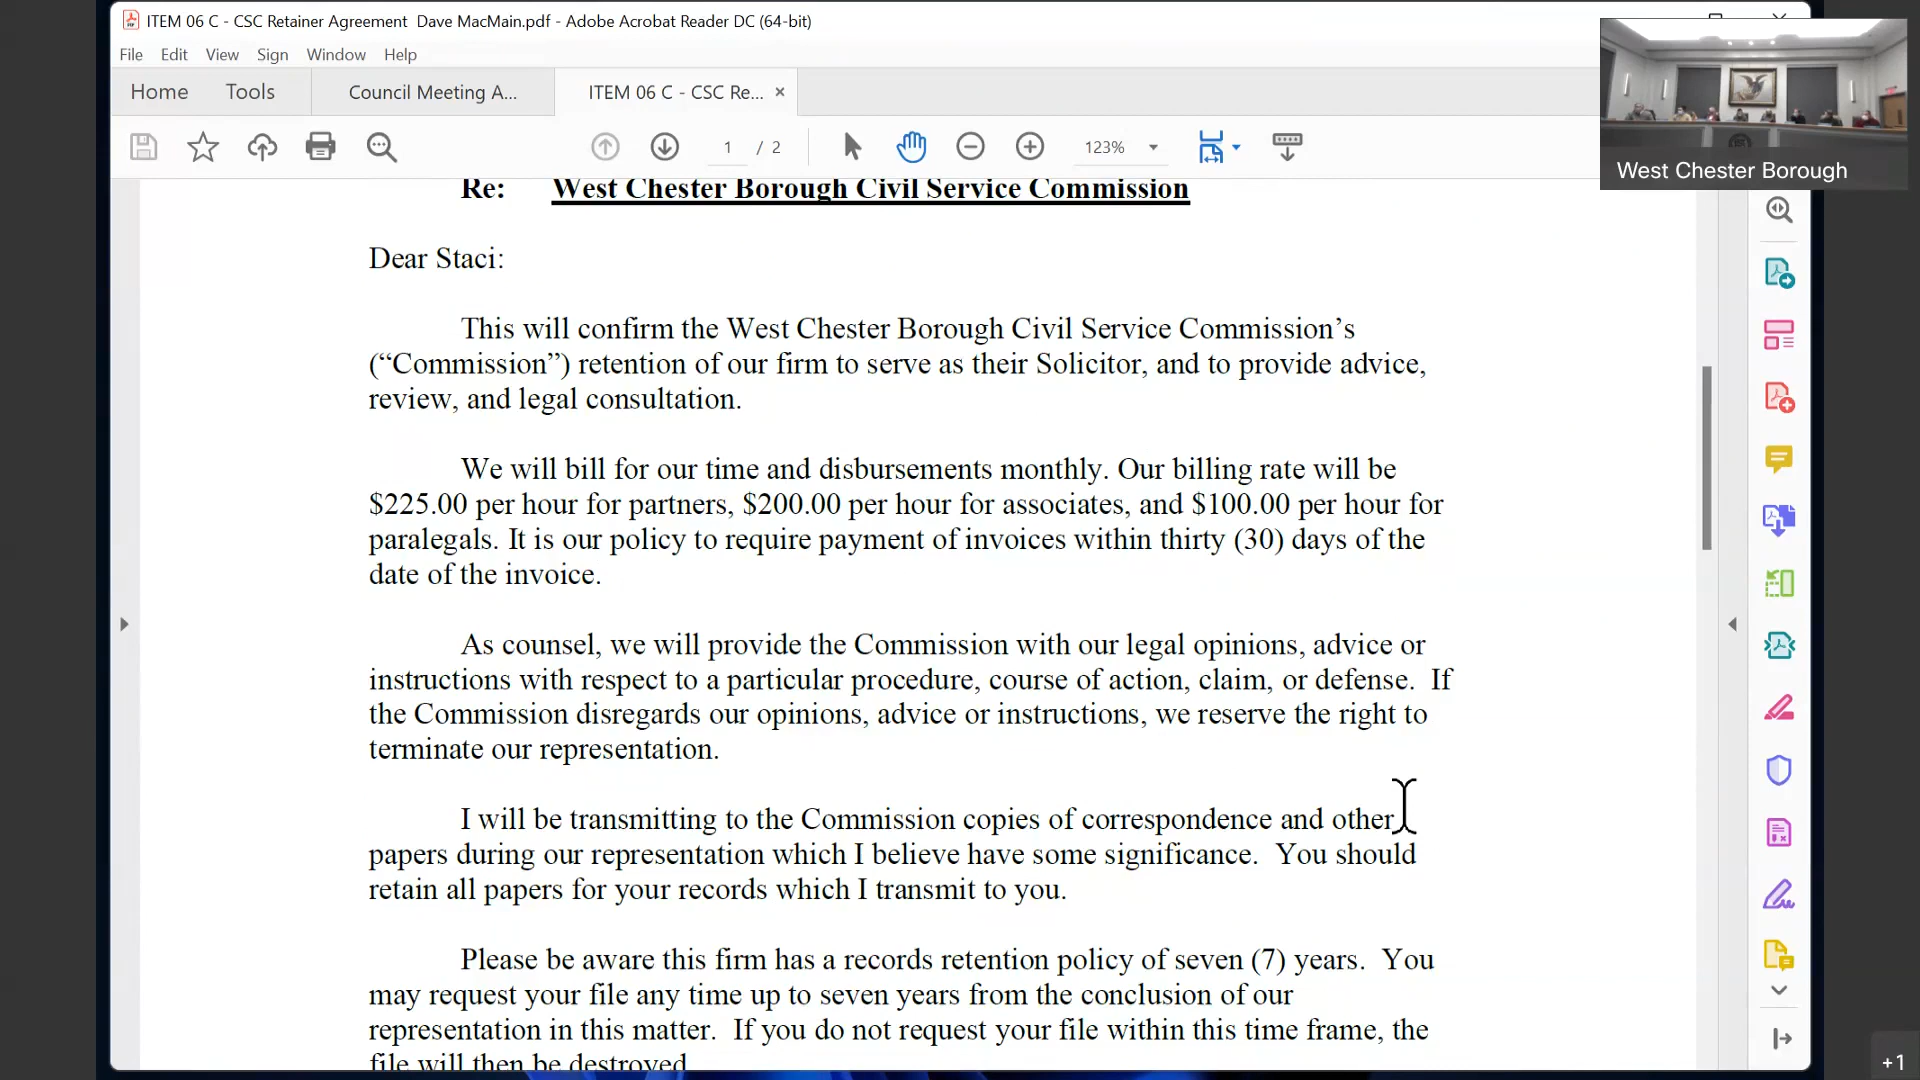 ITEM 06 C - CSC Retainer Agreement  Dave MacMain.pdf - Adobe Acrobat Reader DC (64-bit)
File Edit View Sign Window Help
Home Tools Council Meeting A... ITEM 06 C - CSC Re... ×
1 / 2 123%
West Chester Borough
Re: West Chester Borough Civil Service Commission
Dear Staci:
This will confirm the West Chester Borough Civil Service Commission’s
(“Commission”) retention of our firm to serve as their Solicitor, and to provide advice,
review, and legal consultation.
We will bill for our time and disbursements monthly. Our billing rate will be
$225.00 per hour for partners, $200.00 per hour for associates, and $100.00 per hour for
paralegals. It is our policy to require payment of invoices within thirty (30) days of the
date of the invoice.
As counsel, we will provide the Commission with our legal opinions, advice or
instructions with respect to a particular procedure, course of action, claim, or defense.  If
the Commission disregards our opinions, advice or instructions, we reserve the right to
terminate our representation.
I will be transmitting to the Commission copies of correspondence and other
papers during our representation which I believe have some significance.  You should
retain all papers for your records which I transmit to you.
Please be aware this firm has a records retention policy of seven (7) years.  You
may request your file any time up to seven years from the conclusion of our
representation in this matter.  If you do not request your file within this time frame, the
file will then be destroyed
+1